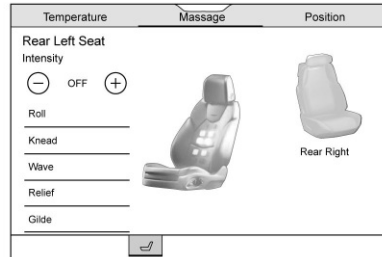 Temperature
Massage
Position
Rear Left Seat
Intensity
OFF
Roll
Knead
Wave
Relief
Gilde
Rear Right